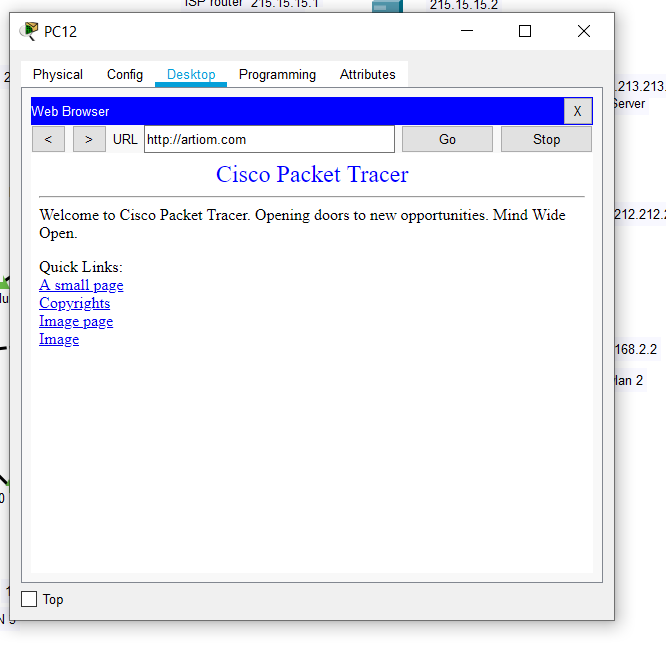 ISP router 215.15.15.1
215.15.15.2
PC12
Physical Config Desktop Programming Attributes
Web Browser X
< > URL http://artiom.com Go Stop
.213.213.
Server
Cisco Packet Tracer
Welcome to Cisco Packet Tracer. Opening doors to new opportunities. Mind Wide
Open.
212.212.2
Quick Links:
A small page
Copyrights
Image page
Image
168.2.2
lan 2
Top